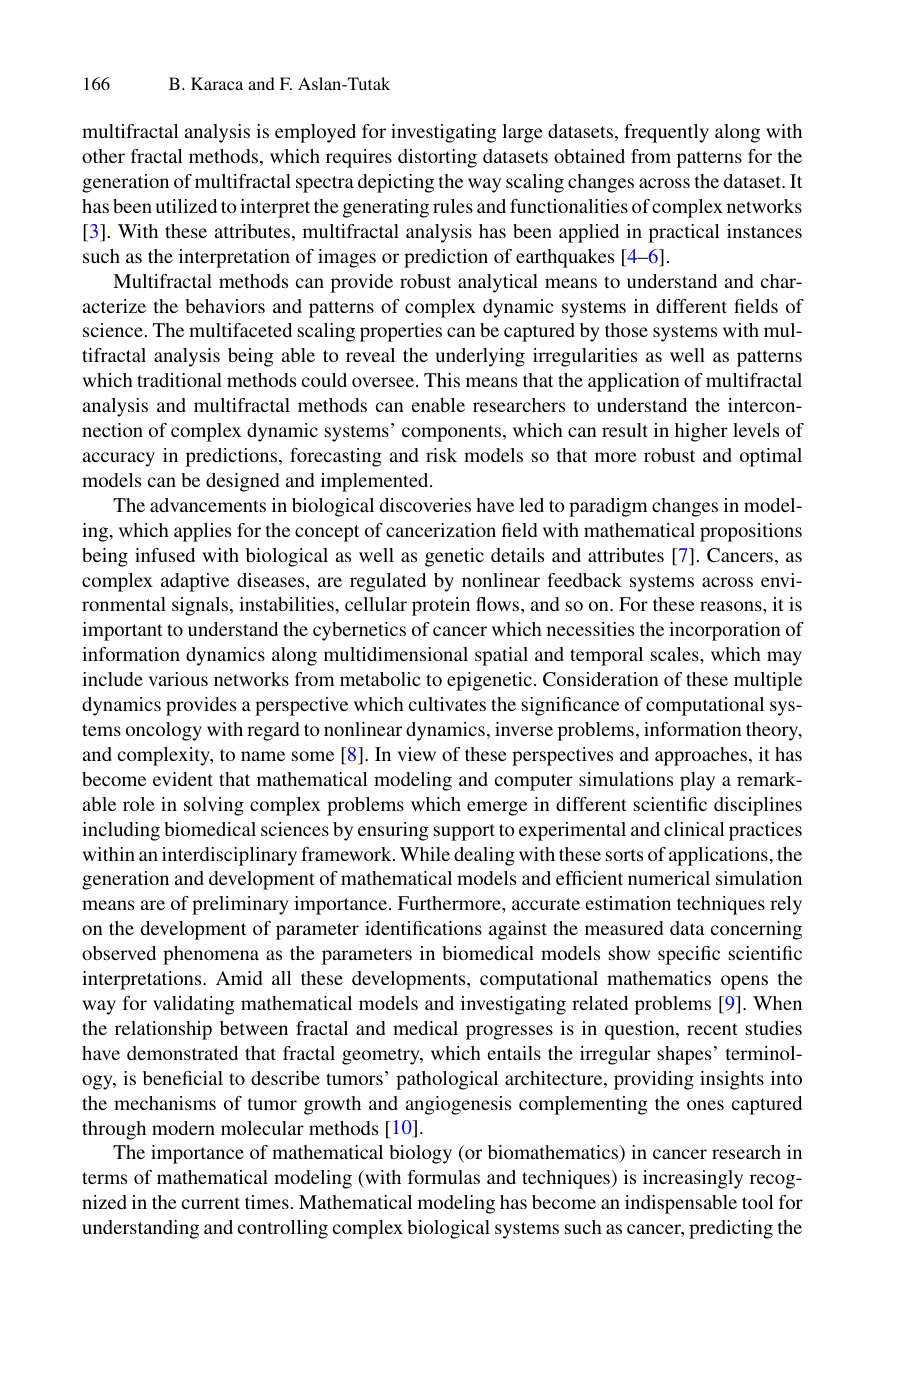 166 B. Karaca and F. Aslan-Tutak
multifractal analysis is employed for investigating large datasets, frequently along with
other fractal methods, which requires distorting datasets obtained from patterns for the
generation of multifractal spectra depicting the way scaling changes across the dataset. It
has been utilized to interpret the generating rules and functionalities of complex networks
[3]. With these attributes, multifractal analysis has been applied in practical instances
such as the interpretation of images or prediction of earthquakes [4–6].
Multifractal methods can provide robust analytical means to understand and char-
acterize the behaviors and patterns of complex dynamic systems in different fields of
science. The multifaceted scaling properties can be captured by those systems with mul-
tifractal analysis being able to reveal the underlying irregularities as well as patterns
which traditional methods could oversee. This means that the application of multifractal
analysis and multifractal methods can enable researchers to understand the intercon-
nection of complex dynamic systems’ components, which can result in higher levels of
accuracy in predictions, forecasting and risk models so that more robust and optimal
models can be designed and implemented.
The advancements in biological discoveries have led to paradigm changes in model-
ing, which applies for the concept of cancerization field with mathematical propositions
being infused with biological as well as genetic details and attributes [7]. Cancers, as
complex adaptive diseases, are regulated by nonlinear feedback systems across envi-
ronmental signals, instabilities, cellular protein flows, and so on. For these reasons, it is
important to understand the cybernetics of cancer which necessities the incorporation of
information dynamics along multidimensional spatial and temporal scales, which may
include various networks from metabolic to epigenetic. Consideration of these multiple
dynamics provides a perspective which cultivates the significance of computational sys-
tems oncology with regard to nonlinear dynamics, inverse problems, information theory,
and complexity, to name some [8]. In view of these perspectives and approaches, it has
become evident that mathematical modeling and computer simulations play a remark-
able role in solving complex problems which emerge in different scientific disciplines
including biomedical sciences by ensuring support to experimental and clinical practices
within an interdisciplinary framework. While dealing with these sorts of applications, the
generation and development of mathematical models and efficient numerical simulation
means are of preliminary importance. Furthermore, accurate estimation techniques rely
on the development of parameter identifications against the measured data concerning
observed phenomena as the parameters in biomedical models show specific scientific
interpretations. Amid all these developments, computational mathematics opens the
way for validating mathematical models and investigating related problems [9]. When
the relationship between fractal and medical progresses is in question, recent studies
have demonstrated that fractal geometry, which entails the irregular shapes’ terminol-
ogy, is beneficial to describe tumors’ pathological architecture, providing insights into
the mechanisms of tumor growth and angiogenesis complementing the ones captured
through modern molecular methods [10].
The importance of mathematical biology (or biomathematics) in cancer research in
terms of mathematical modeling (with formulas and techniques) is increasingly recog-
nized in the current times. Mathematical modeling has become an indispensable tool for
understanding and controlling complex biological systems such as cancer, predicting the